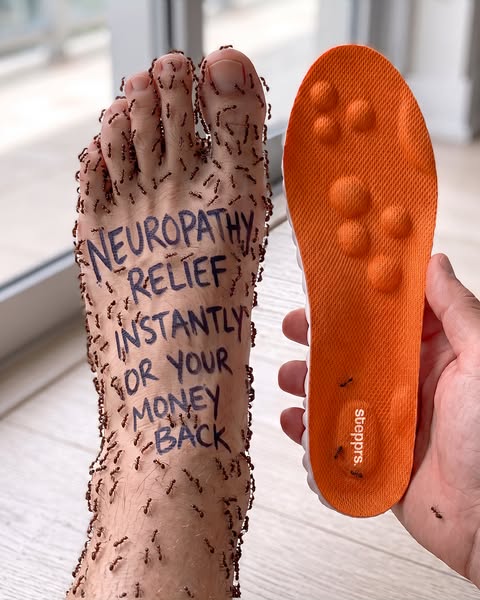 NEUROPATHY
RELIEF
INSTANTLY
OR YOUR
MONEY
BACK
stepprs.